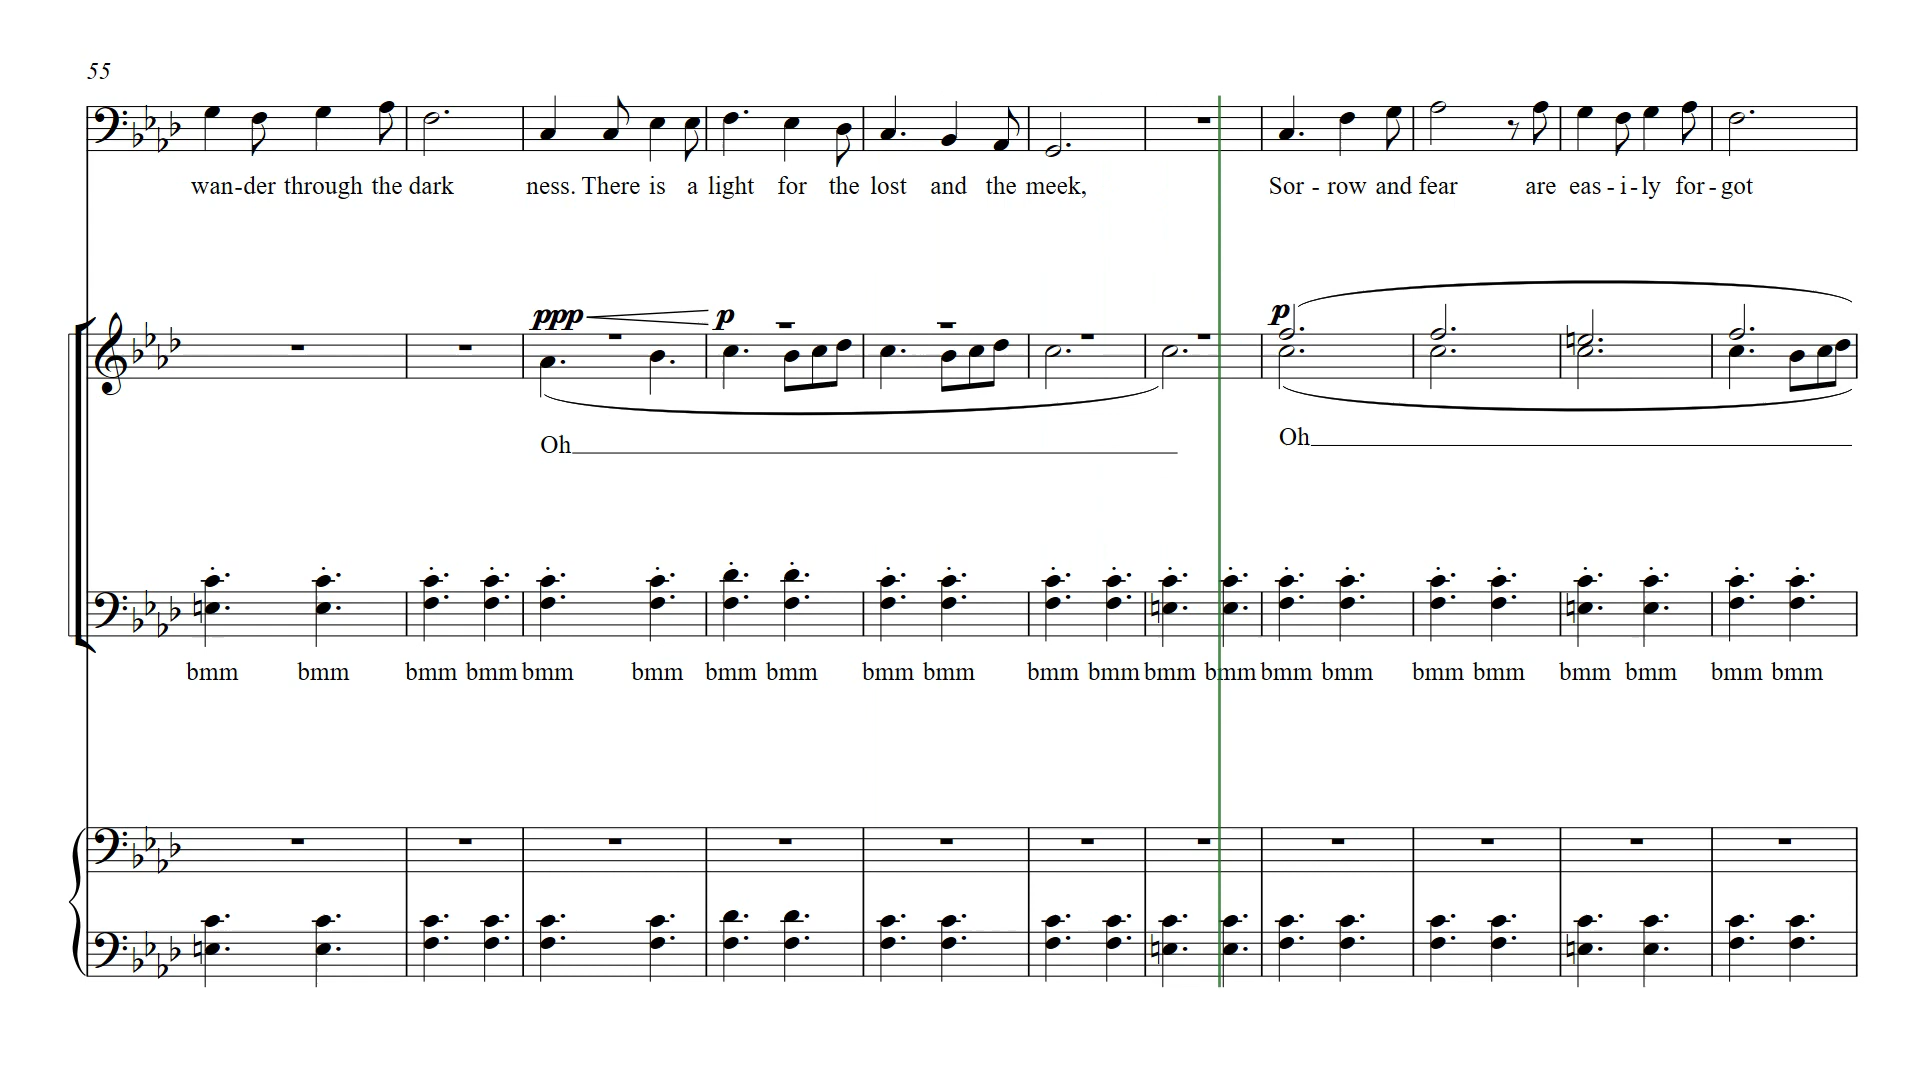 55
wan-der through the dark ness. There is a light for the lost and the meek, Sor - row and fear are eas - i - ly for - got
ppp p p
Oh Oh
bmm bmm bmm bmm bmm bmm bmm bmm bmm bmm bmm bmm bmm bmm bmm bmm bmm bmm bmm bmm bmm bmm